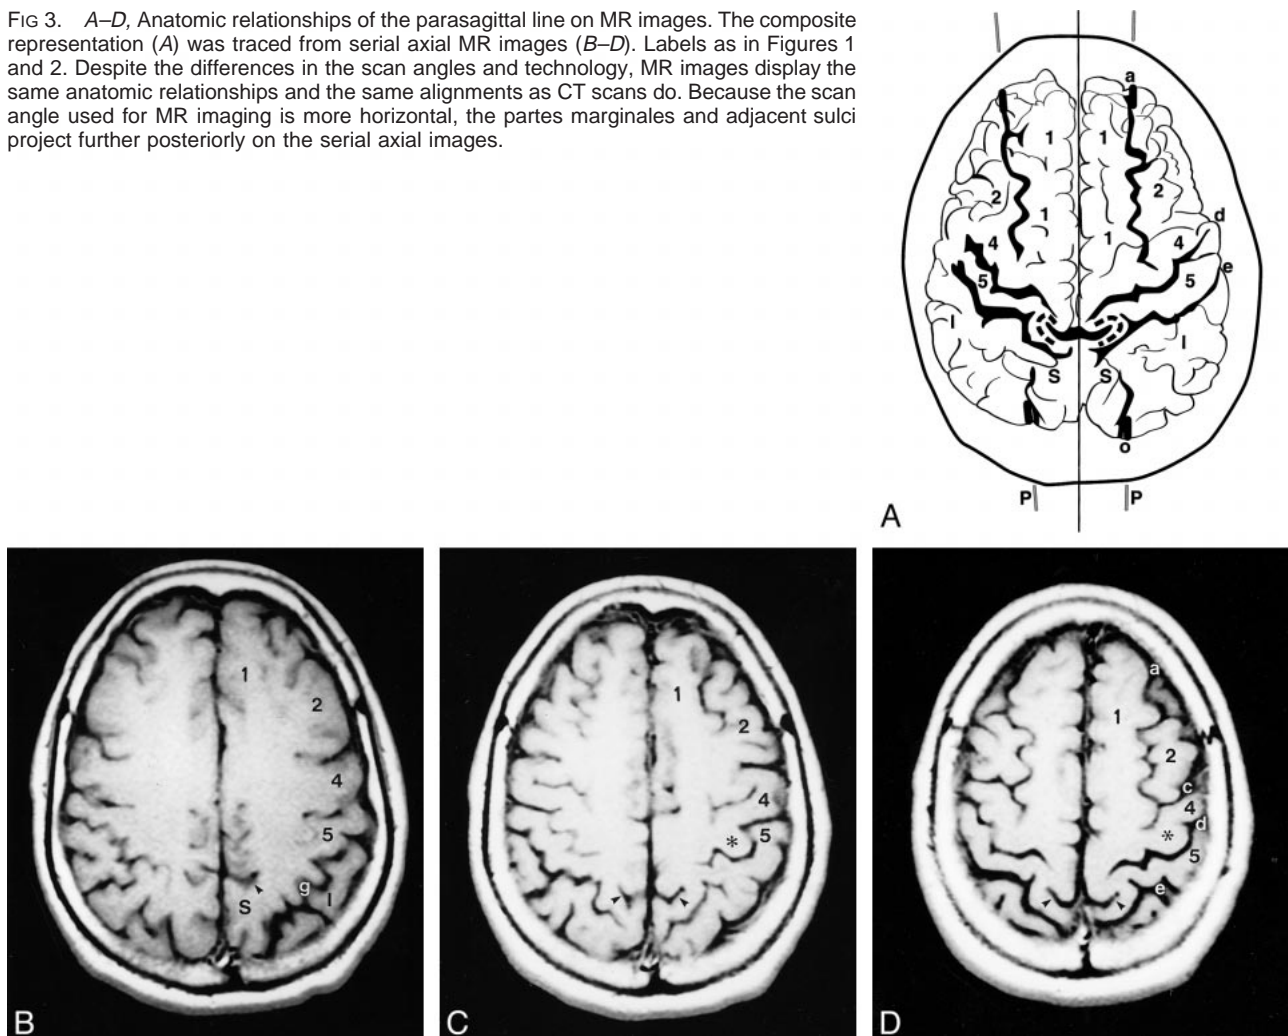 FIG 3. A–D, Anatomic relationships of the parasagittal line on MR images. The composite
representation (A) was traced from serial axial MR images (B–D). Labels as in Figures 1
and 2. Despite the differences in the scan angles and technology, MR images display the
same anatomic relationships and the same alignments as CT scans do. Because the scan
angle used for MR imaging is more horizontal, the partes marginales and adjacent sulci
project further posteriorly on the serial axial images.
a
1 1
2 2
1
1
d
4 4
e
5 5
I
I
S S
o
P P
A
1
2
4
5
g
I
S
B
1
2
4
* 5
C
a
1
2
c
4
d
*
5
e
D